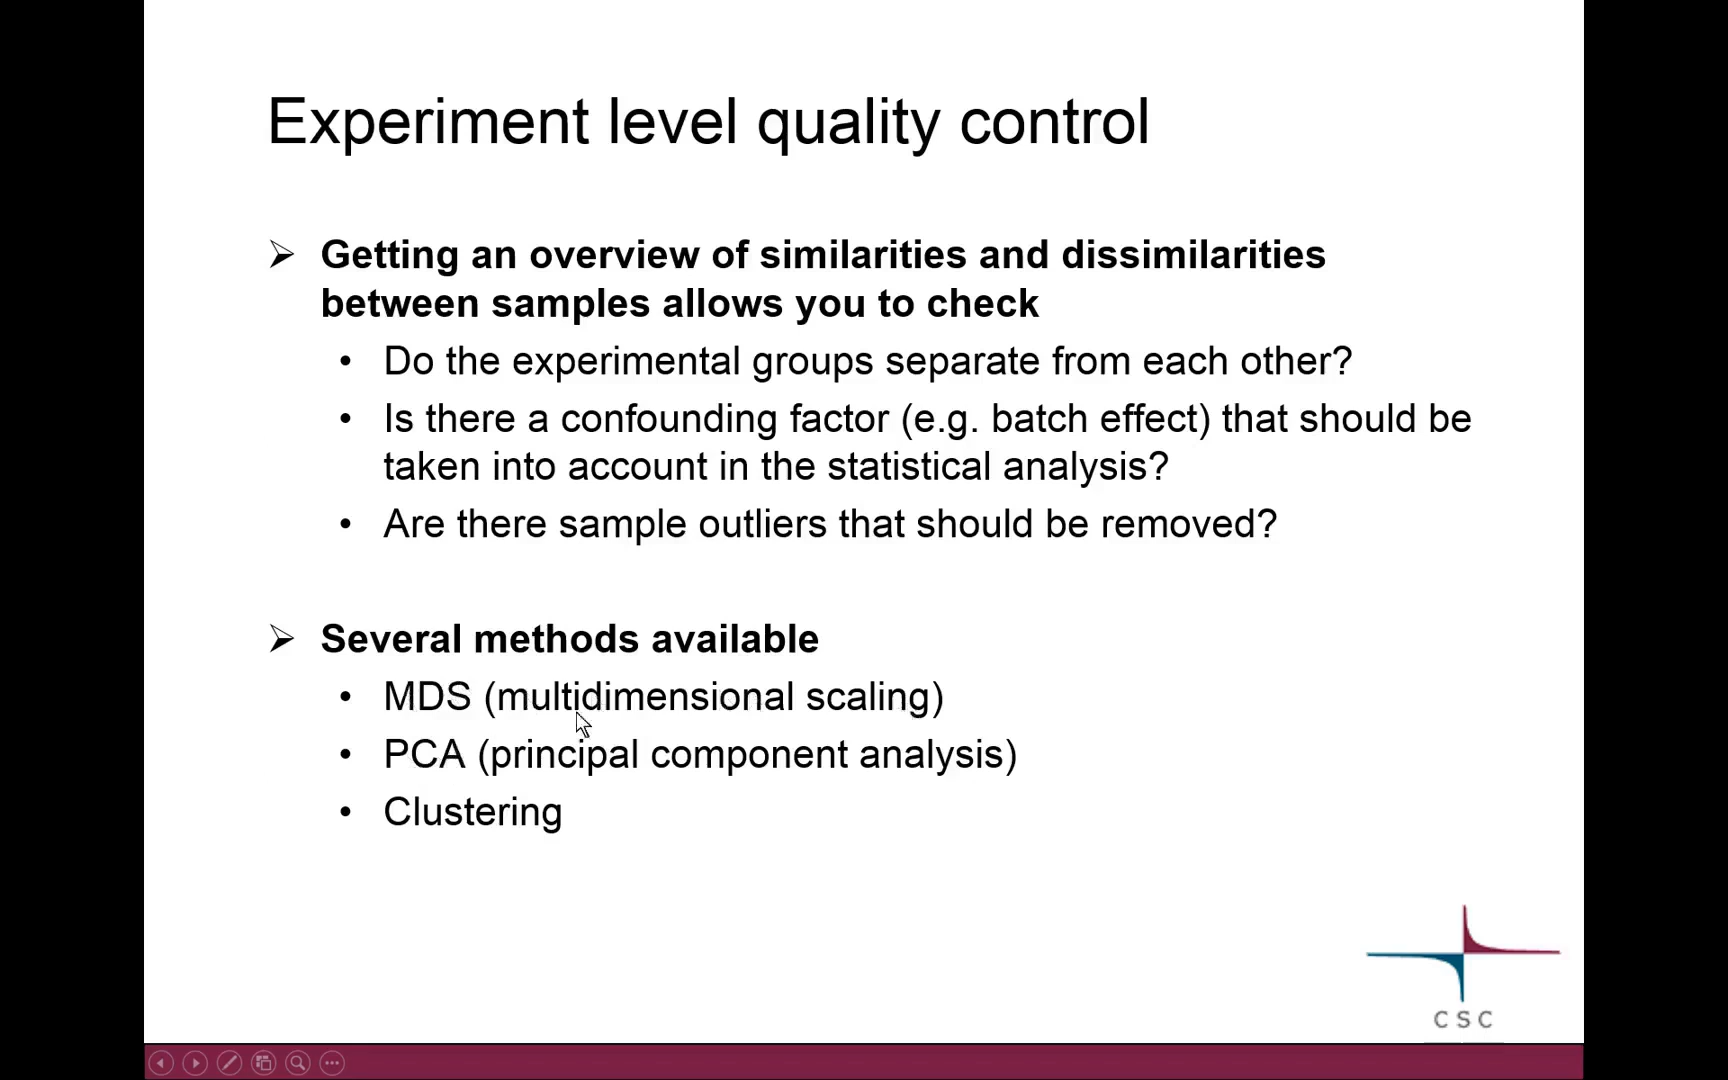 Experiment level quality control
➢ Getting an overview of similarities and dissimilarities
between samples allows you to check
• Do the experimental groups separate from each other?
• Is there a confounding factor (e.g. batch effect) that should be
taken into account in the statistical analysis?
• Are there sample outliers that should be removed?
➢ Several methods available
• MDS (multidimensional scaling)
• PCA (principal component analysis)
• Clustering
CSC